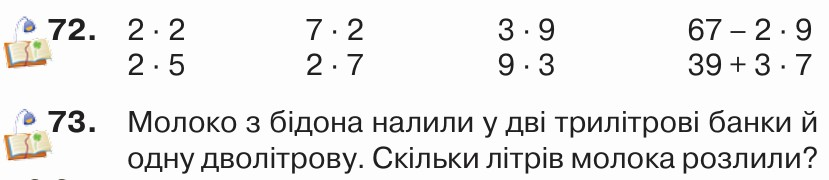 72. 2 · 2 7 · 2 3 · 9 67 – 2 · 9
2 · 5 2 · 7 9 · 3 39 + 3 · 7
73. Молоко з бідона налили у дві трилітрові банки й
одну дволітрову. Скільки літрів молока розлили?